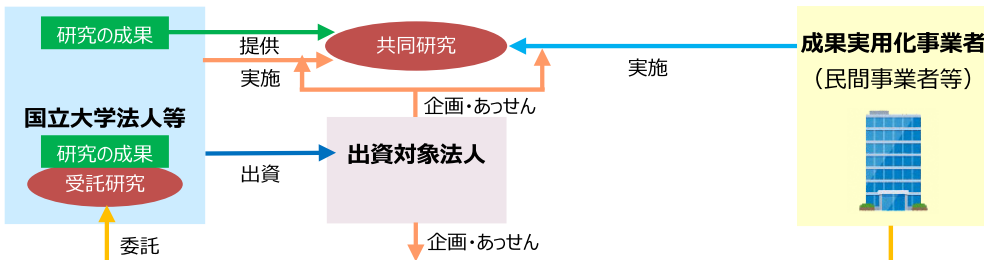 研究の成果
提供
実施
共同研究
実施
成果実用化事業者
（民間事業者等）
企画・あっせん
国立大学法人等
研究の成果
受託研究
出資
出資対象法人
委託
企画・あっせん